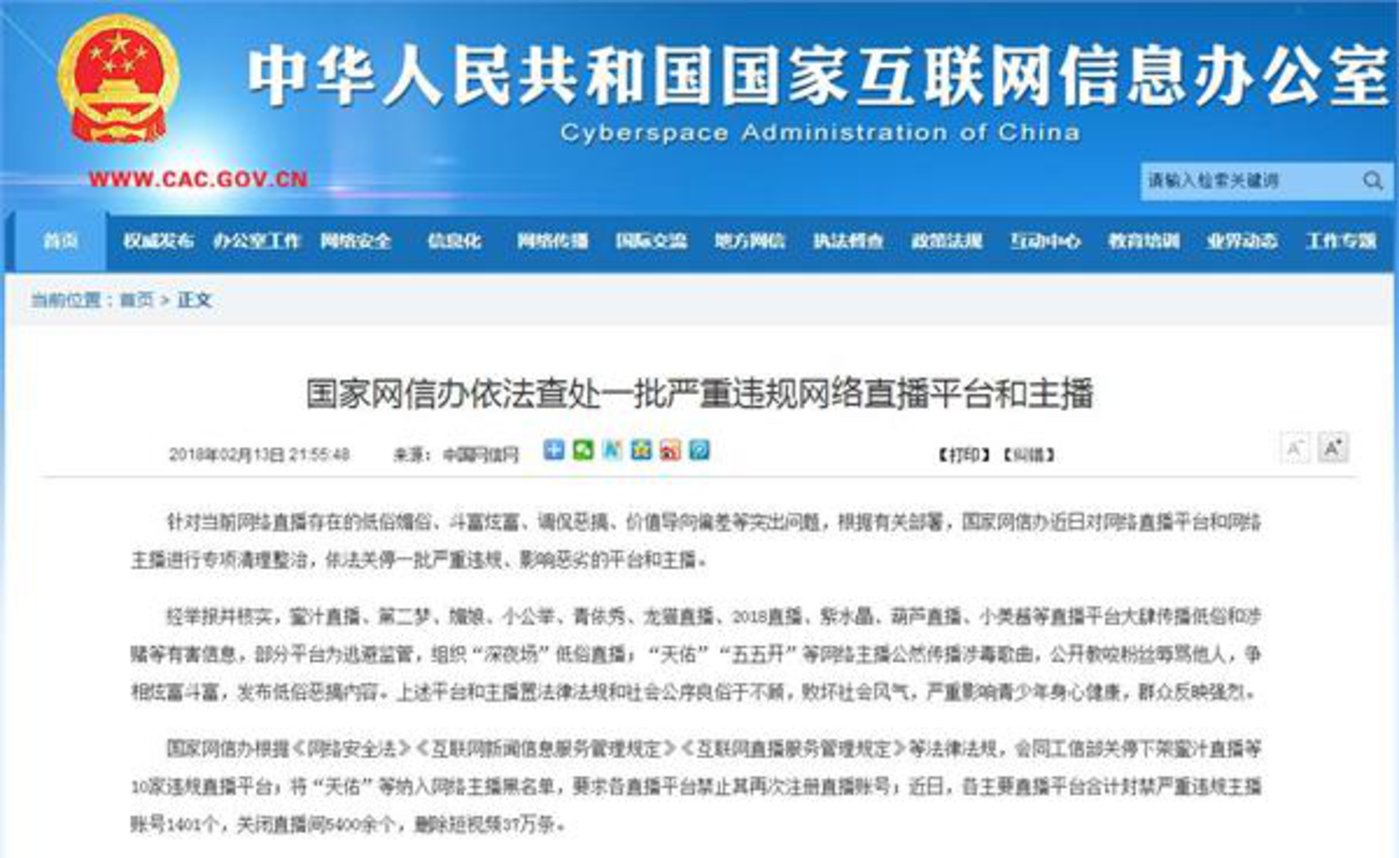 中华人民共和国国家互联网信息办公室
Cyberspace Administration of China
WWW.CAC.GOV.CN
请输入检索关键词
首页 权威发布 办公室工作 网络安全 信息化 网络传播 国际交流 地方网信 执法督查 政策法规 互动中心 教育培训 业界动态 工作专题
当前位置：首页 > 正文
国家网信办依法查处一批严重违规网络直播平台和主播
2018年02月13日 21:55:48 来源： 中国网信网 【打印】【纠错】 A- A+
针对当前网络直播存在的低俗媚俗、斗富炫富、调侃恶搞、价值导向偏差等突出问题，根据有关部署，国家网信办近日对网络直播平台和网络
主播进行专项清理整治，依法关停一批严重违规、影响恶劣的平台和主播。
经举报并核实，蜜汁直播、第二梦、媚娘、小公举、青依秀、龙猫直播、2018直播、紫水晶、葫芦直播、小美酱等直播平台大肆传播低俗和涉
赌等有害信息，部分平台为逃避监管，组织“深夜场”低俗直播；“天佑”“五五开”等网络主播公然传播涉毒歌曲，公开教唆粉丝辱骂他人，争
相炫富斗富，发布低俗恶搞内容。上述平台和主播置法律法规和社会公序良俗于不顾，败坏社会风气，严重影响青少年身心健康，群众反映强烈。
国家网信办根据《网络安全法》《互联网新闻信息服务管理规定》《互联网直播服务管理规定》等法律法规，会同工信部关停下架蜜汁直播等
10家违规直播平台；将“天佑”等纳入网络主播黑名单，要求各直播平台禁止其再次注册直播账号；近日，各主要直播平台合计封禁严重违规主播
账号1401个，关闭直播间5400余个，删除短视频37万条。